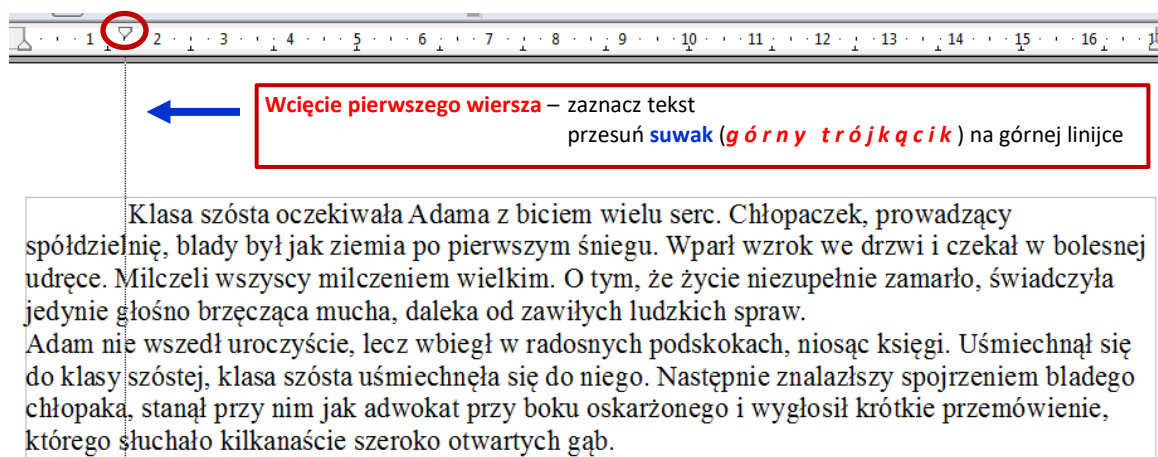 1 2 3 4 5 6 7 8 9 10 11 12 13 14 15 16
Wcięcie pierwszego wiersza – zaznacz tekst
przesuń suwak (g ó r n y t r ó j k ą c i k ) na górnej linijce
Klasa szósta oczekiwała Adama z biciem wielu serc. Chłopaczek, prowadzący
spółdzielnię, blady był jak ziemia po pierwszym śniegu. Wparł wzrok we drzwi i czekał w bolesnej
udręce. Milczeli wszyscy milczeniem wielkim. O tym, że życie niezupełnie zamarło, świadczyła
jedynie głośno brzęcząca mucha, daleka od zawiłych ludzkich spraw.
Adam nie wszedł uroczyście, lecz wbiegł w radosnych podskokach, niosąc księgi. Uśmiechnął się
do klasy szóstej, klasa szósta uśmiechnęła się do niego. Następnie znalazłszy spojrzeniem bladego
chłopaka, stanął przy nim jak adwokat przy boku oskarżonego i wygłosił krótkie przemówienie,
którego słuchało kilkanaście szeroko otwartych gąb.